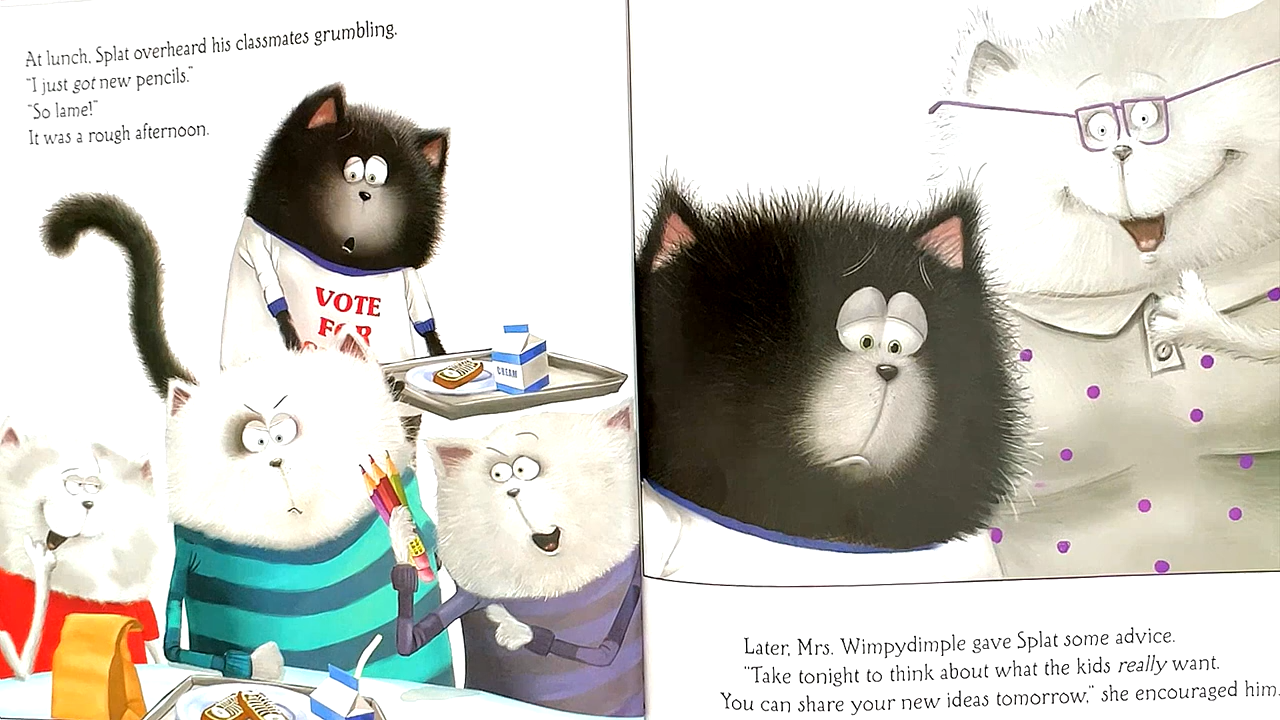 At lunch, Splat overheard his classmates grumbling.
"I just got new pencils."
"So lame!"
It was a rough afternoon.
VOTE
FOR
CREAM
Later, Mrs. Wimpydimple gave Splat some advice.
"Take tonight to think about what the kids really want.
You can share your new ideas tomorrow," she encouraged him.